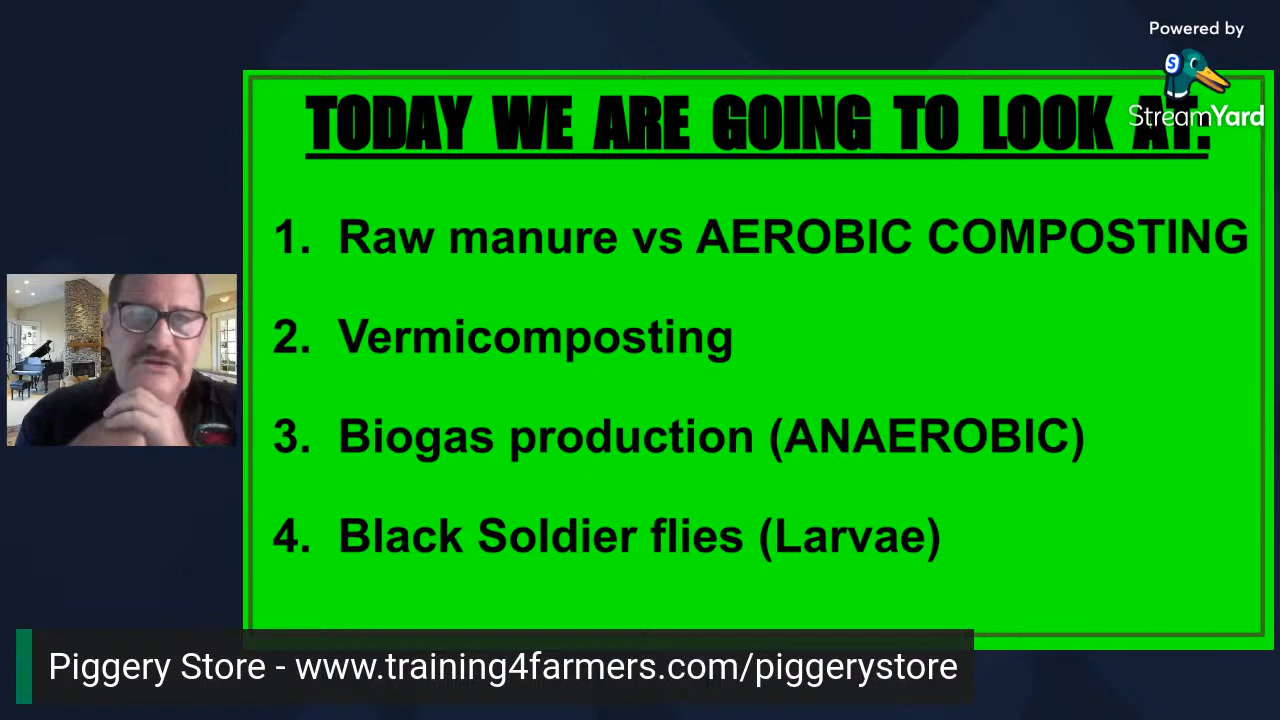 Powered by
StreamYard
TODAY WE ARE GOING TO LOOK AT:
1. Raw manure vs AEROBIC COMPOSTING
2. Vermicomposting
3. Biogas production (ANAEROBIC)
4. Black Soldier flies (Larvae)
Piggery Store - www.training4farmers.com/piggerystore